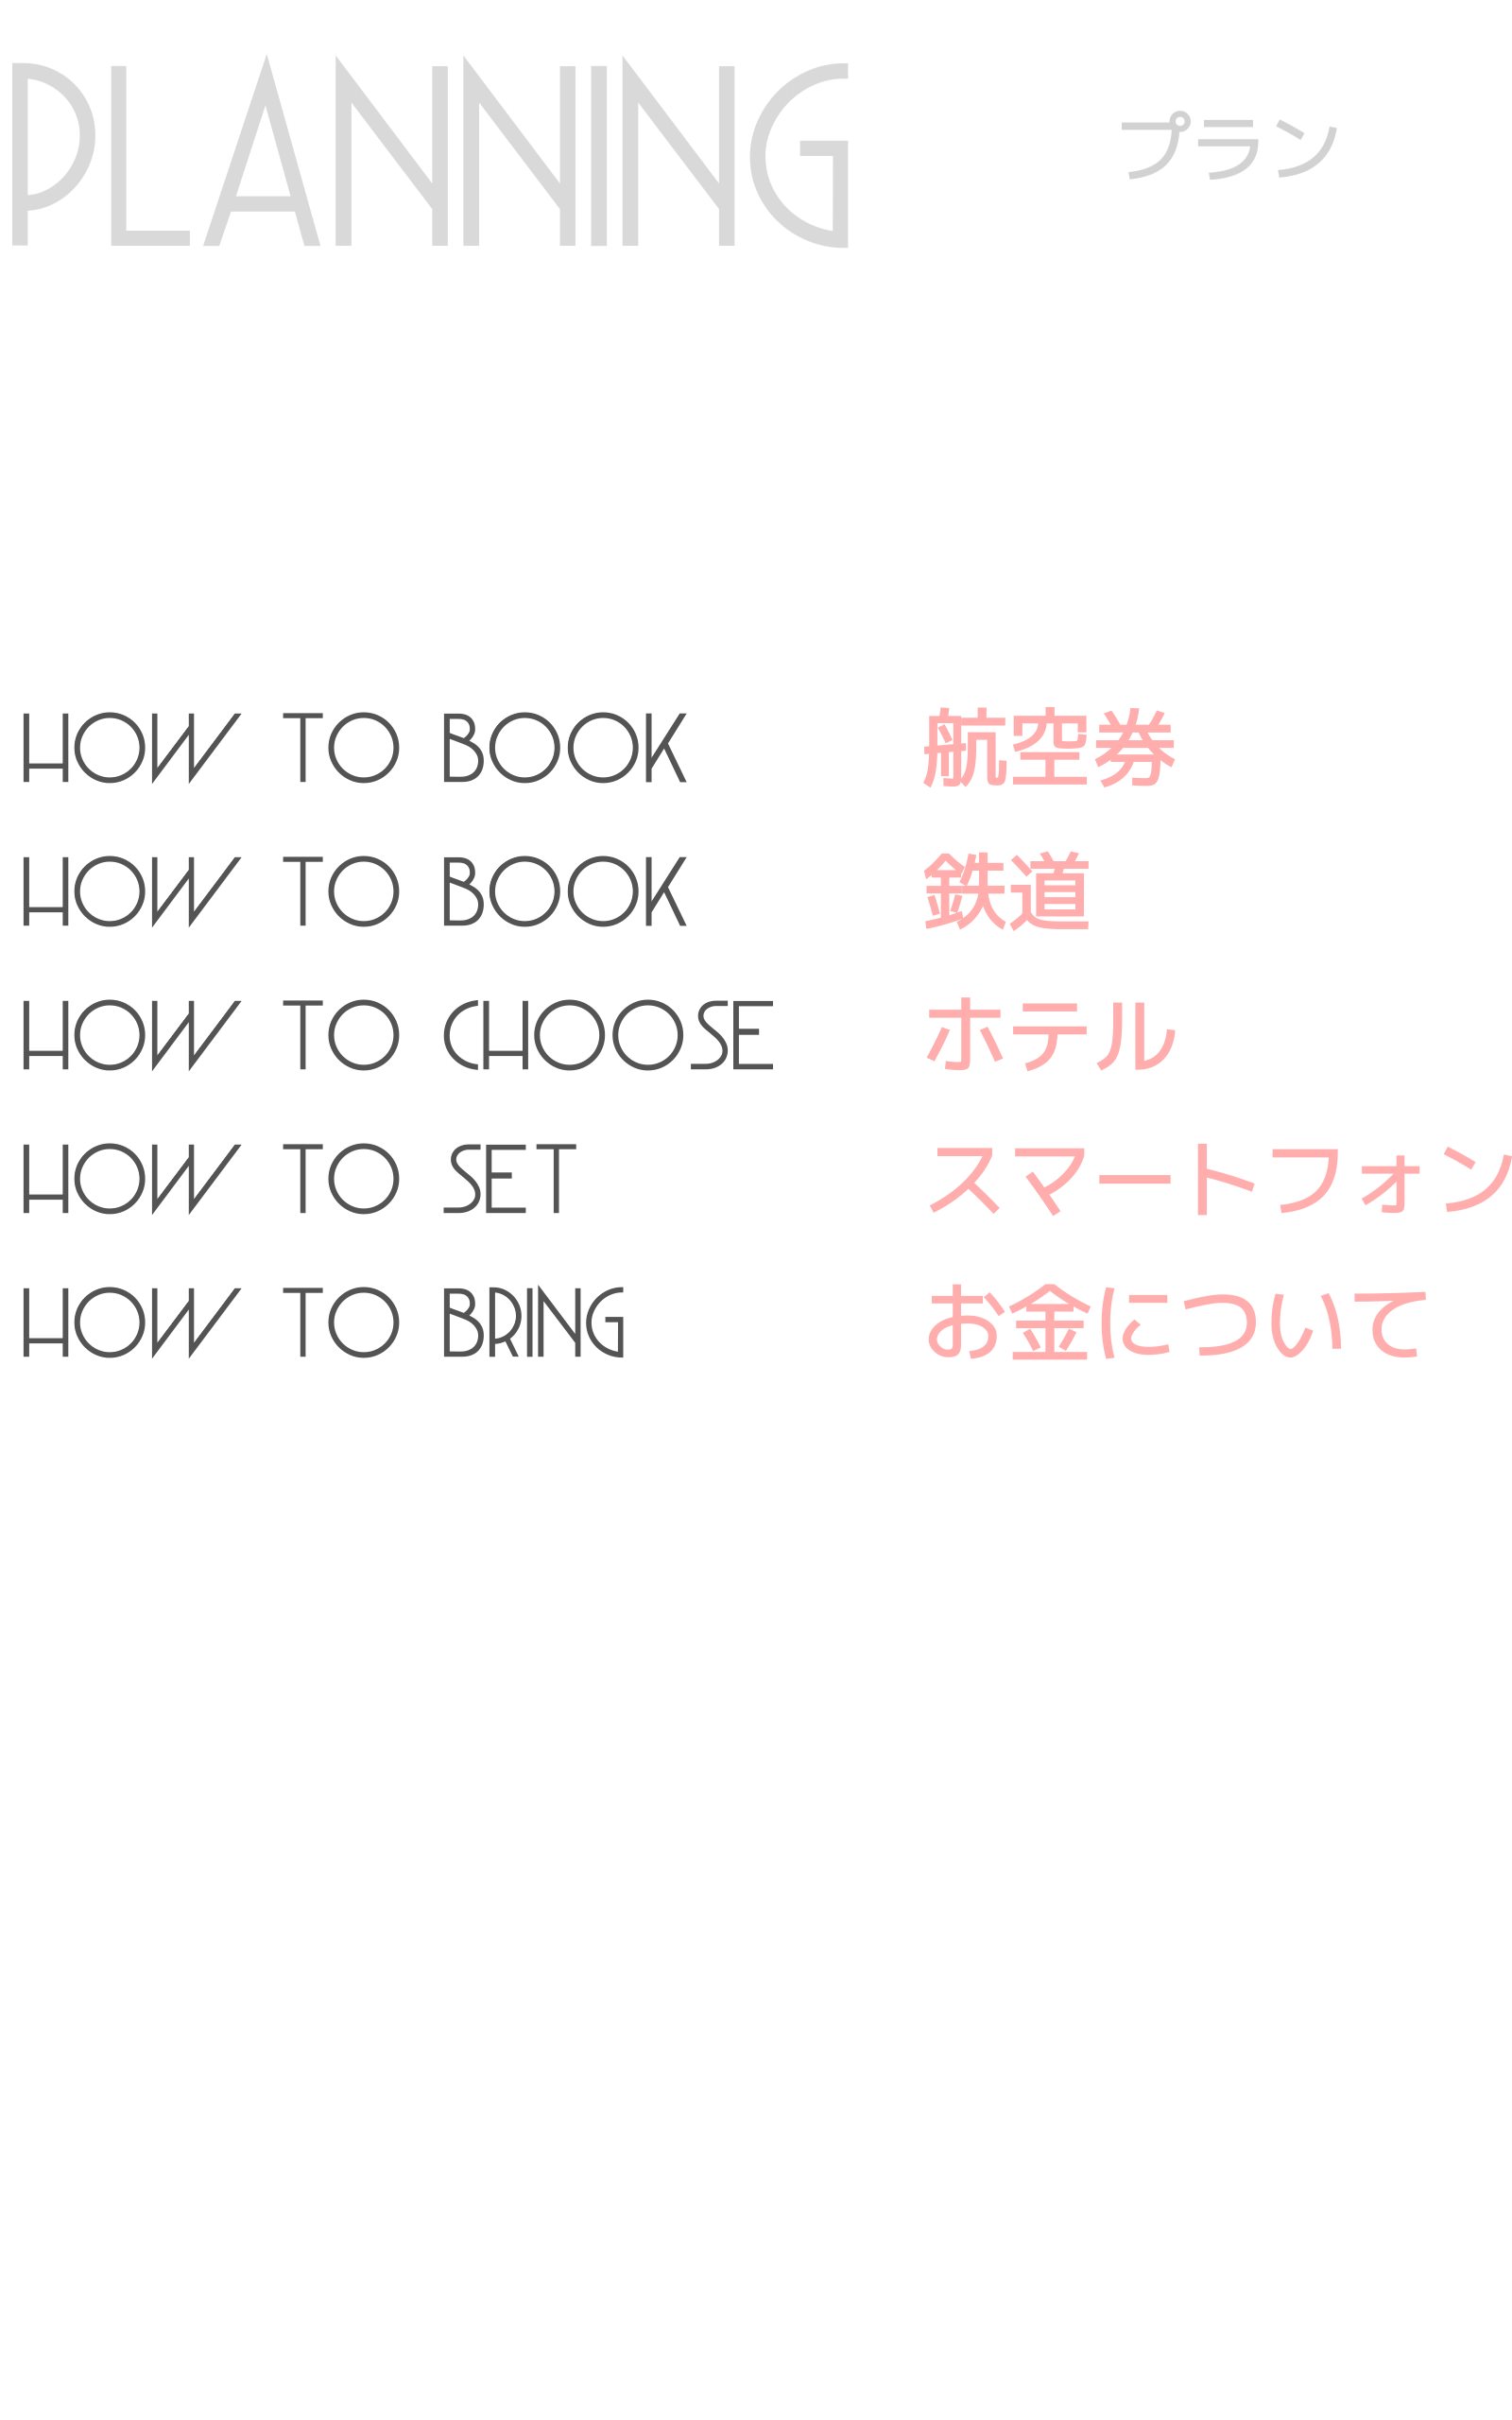 PLANNING プラン
HOW TO BOOK 航空券
HOW TO BOOK 鉄道
HOW TO CHOOSE ホテル
HOW TO SET スマートフォン
HOW TO BRING お金について